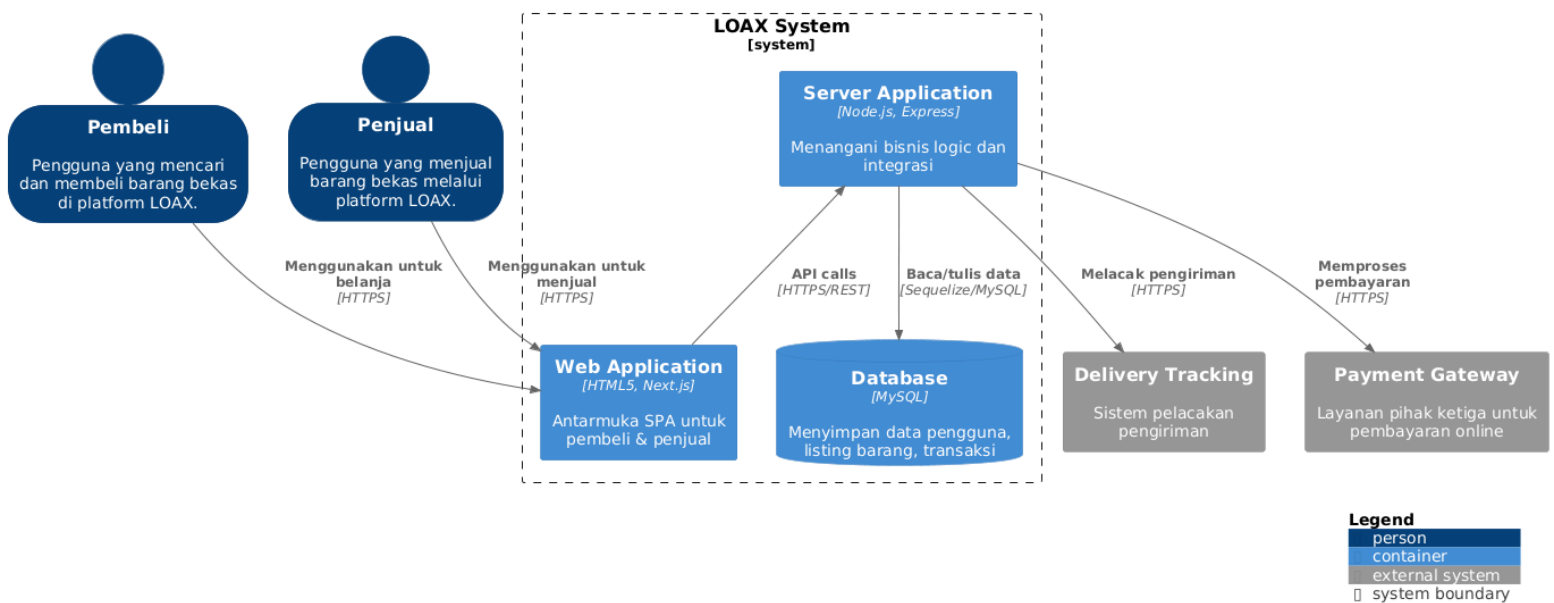 LOAX System
[system]
Pembeli
Pengguna yang mencari
dan membeli barang bekas
di platform LOAX.
Penjual
Pengguna yang menjual
barang bekas melalui
platform LOAX.
Server Application
[Node.js, Express]
Menangani bisnis logic dan
integrasi
Menggunakan untuk
belanja
[HTTPS]
Menggunakan untuk
menjual
[HTTPS]
API calls
[HTTPS/REST]
Baca/tulis data
[Sequelize/MySQL]
Melacak pengiriman
[HTTPS]
Memproses
pembayaran
[HTTPS]
Web Application
[HTML5, Next.js]
Antarmuka SPA untuk
pembeli & penjual
Database
[MySQL]
Menyimpan data pengguna,
listing barang, transaksi
Delivery Tracking
Sistem pelacakan
pengiriman
Payment Gateway
Layanan pihak ketiga untuk
pembayaran online
Legend
person
container
external system
system boundary